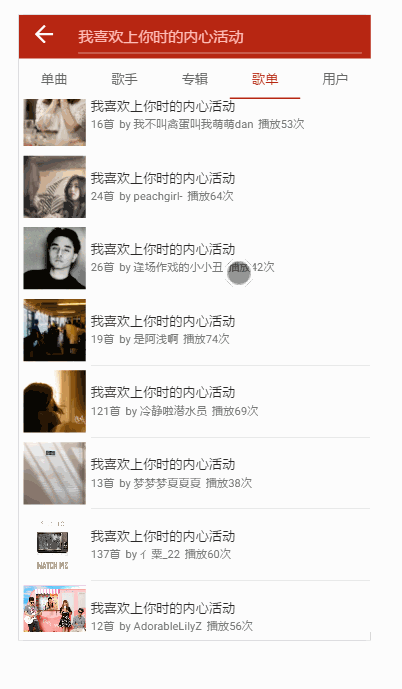 我喜欢上你时的内心活动
单曲 歌手 专辑 歌单 用户
我喜欢上你时的内心活动
16首 by 我不叫禽蛋叫我萌萌dan 播放53次
我喜欢上你时的内心活动
24首 by peachgirl- 播放64次
我喜欢上你时的内心活动
26首 by 逢场作戏的小小丑 播放42次
我喜欢上你时的内心活动
19首 by 是阿浅啊 播放74次
我喜欢上你时的内心活动
121首 by 冷静啦潜水员 播放69次
我喜欢上你时的内心活动
13首 by 梦梦梦夏夏夏 播放38次
我喜欢上你时的内心活动
137首 by 亻栗_22 播放60次
WATCH ME
我喜欢上你时的内心活动
12首 by AdorableLilyZ 播放56次